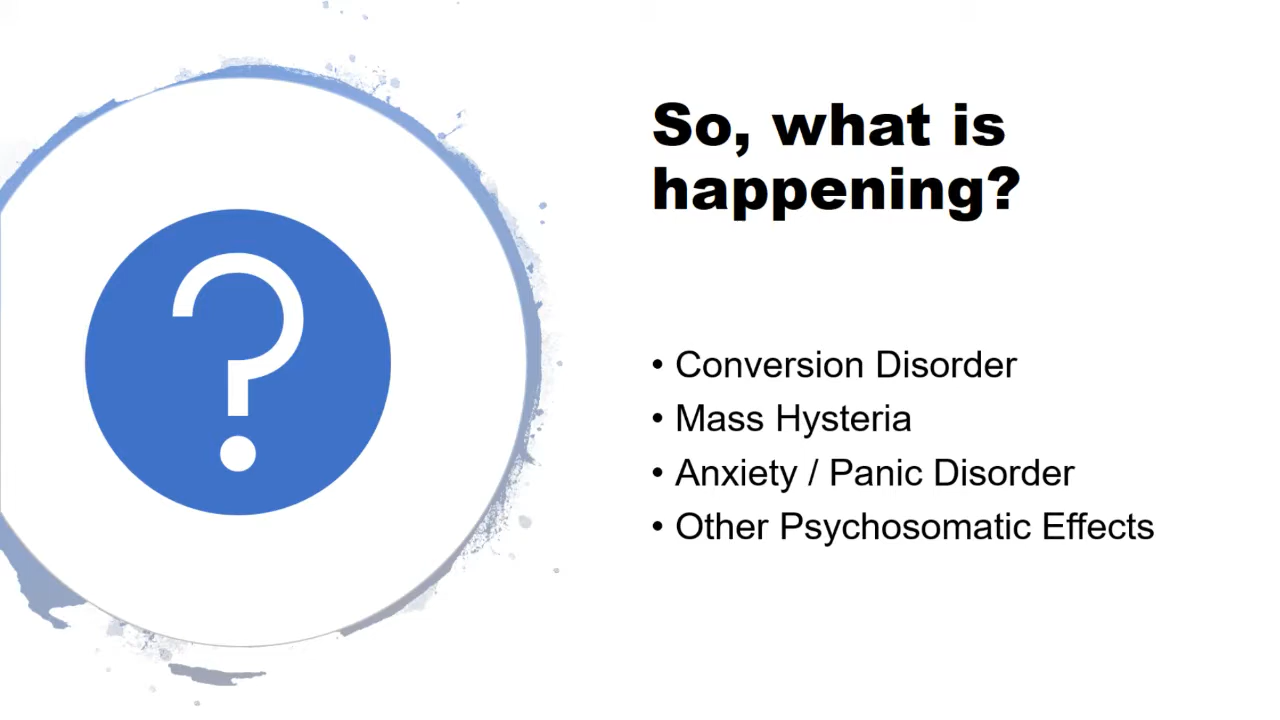 So, what is
happening?
• Conversion Disorder
• Mass Hysteria
• Anxiety / Panic Disorder
• Other Psychosomatic Effects